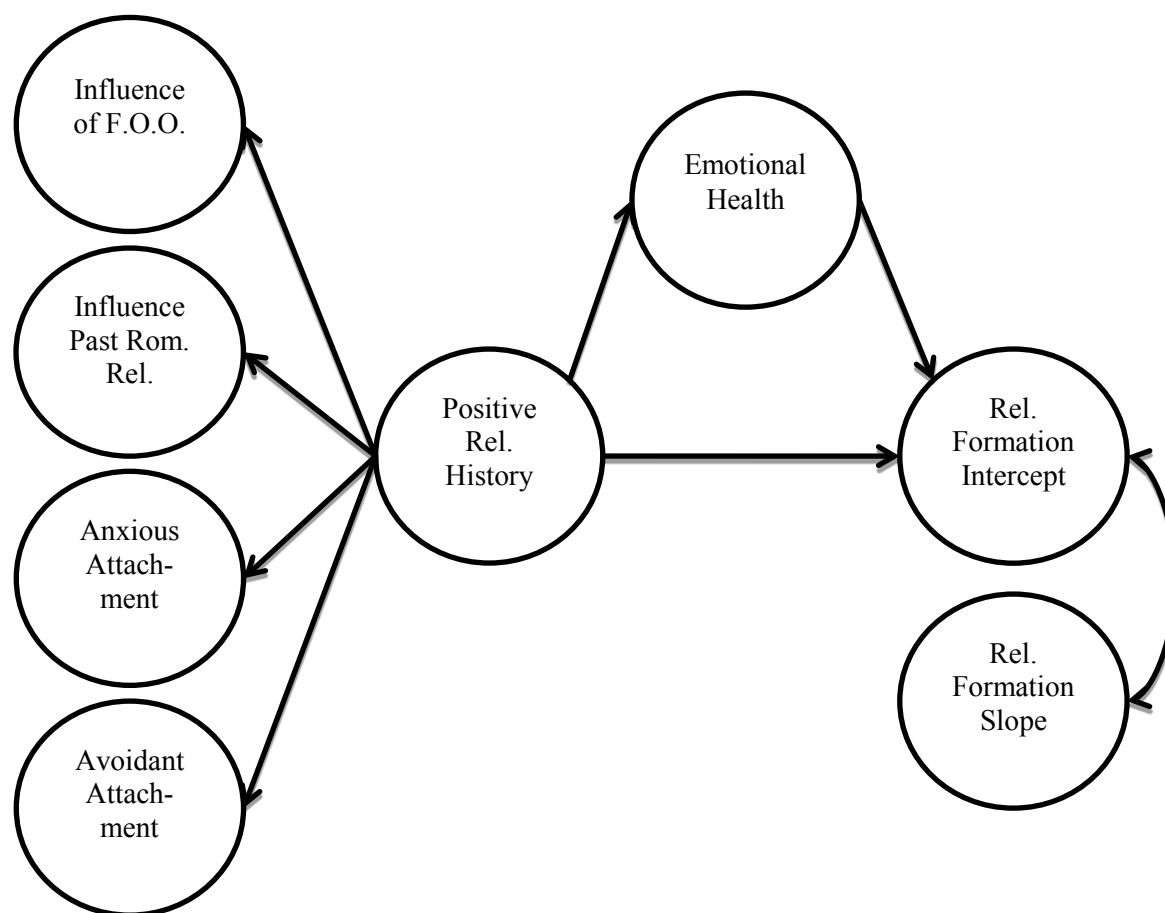 Influence
of F.O.O.
Influence
Past Rom.
Rel.
Anxious
Attach-
ment
Avoidant
Attach-
ment
Positive
Rel.
History
Emotional
Health
Rel.
Formation
Intercept
Rel.
Formation
Slope